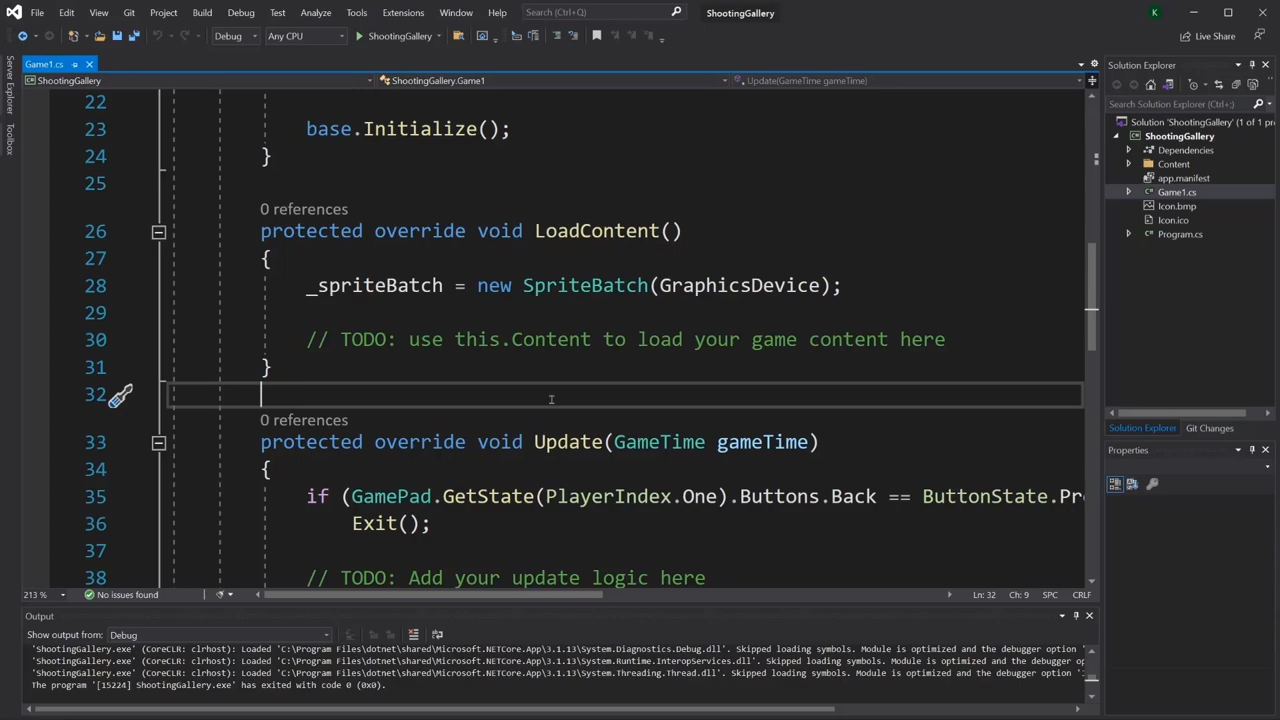 File Edit View Git Project Build Debug Test Analyze Tools Extensions Window Help Search (Ctrl+Q) ShootingGallery K
Debug Any CPU ShootingGallery Live Share
Server Explorer
Toolbox
Game1.cs
ShootingGallery ShootingGallery.Game1 Update(GameTime gameTime)
22
23 base.Initialize();
24 }
25
0 references
26 protected override void LoadContent()
27 {
28 _spriteBatch = new SpriteBatch(GraphicsDevice);
29
30 // TODO: use this.Content to load your game content here
31 }
32
0 references
33 protected override void Update(GameTime gameTime)
34 {
35 if (GamePad.GetState(PlayerIndex.One).Buttons.Back == ButtonState.Pre
36 Exit();
37
38 // TODO: Add your update logic here
213 % No issues found Ln: 32 Ch: 9 SPC CRLF
Output
Show output from: Debug
'ShootingGallery.exe' (CoreCLR: clrhost): Loaded 'C:\Program Files\dotnet\shared\Microsoft.NETCore.App\3.1.13\System.Diagnostics.Debug.dll'. Skipped loading symbols. Module is optimized and the debugger option '
'ShootingGallery.exe' (CoreCLR: clrhost): Loaded 'C:\Program Files\dotnet\shared\Microsoft.NETCore.App\3.1.13\System.Runtime.InteropServices.dll'. Skipped loading symbols. Module is optimized and the debugger o
'ShootingGallery.exe' (CoreCLR: clrhost): Loaded 'C:\Program Files\dotnet\shared\Microsoft.NETCore.App\3.1.13\System.Threading.Thread.dll'. Skipped loading symbols. Module is optimized and the debugger option '
The program '[15224] ShootingGallery.exe' has exited with code 0 (0x0).
Solution Explorer
Search Solution Explorer (Ctrl+;)
Solution 'ShootingGallery' (1 of 1 pr
ShootingGallery
Dependencies
Content
app.manifest
Game1.cs
Icon.bmp
Icon.ico
Program.cs
Solution Explorer Git Changes
Properties